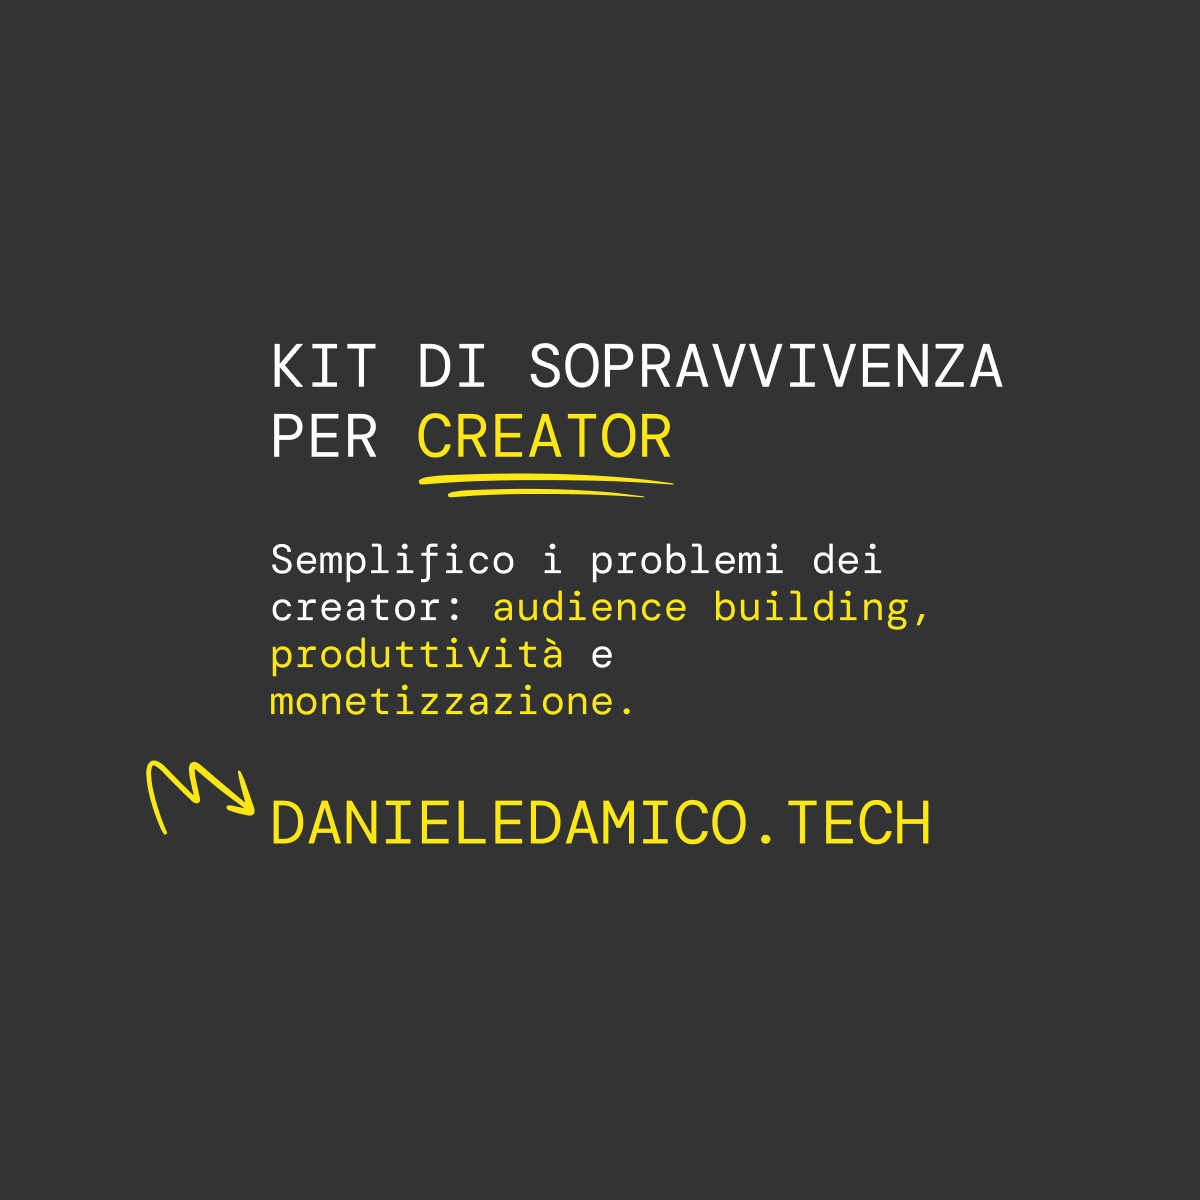 KIT DI SOPRAVVIVENZA
PER CREATOR
Semplifico i problemi dei
creator: audience building,
produttività e
monetizzazione.
DANIELEDAMICO.TECH